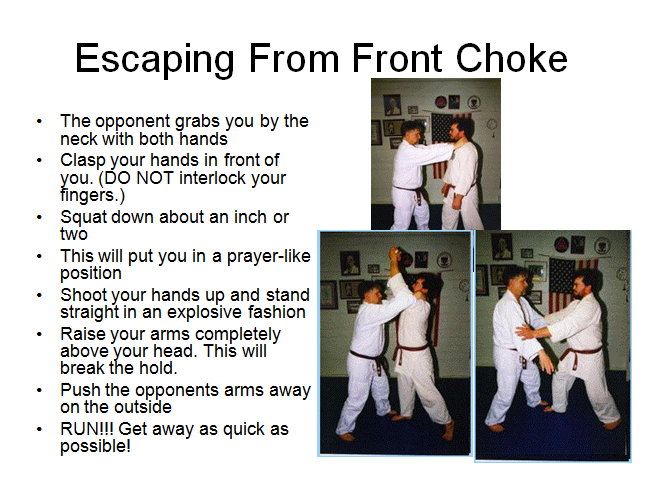 Escaping From Front Choke
• The opponent grabs you by the
neck with both hands
• Clasp your hands in front of
you. (DO NOT interlock your
fingers.)
• Squat down about an inch or
two
• This will put you in a prayer-like
position
• Shoot your hands up and stand
straight in an explosive fashion
• Raise your arms completely
above your head. This will
break the hold.
• Push the opponents arms away
on the outside
• RUN!!! Get away as quick as
possible!